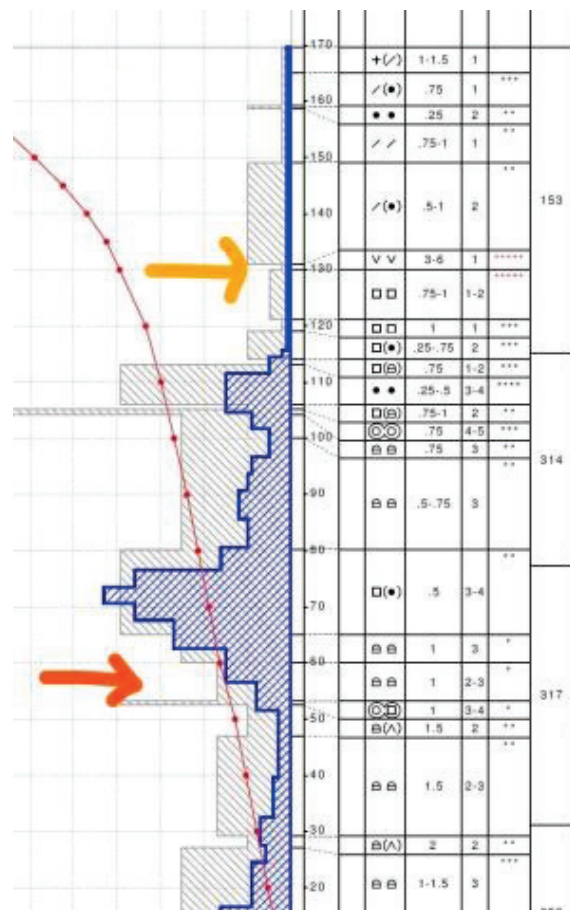 170
+(/) 1-1.5 1
/(●) .75 1 ***
160
● ● .25 2 **
/ / .75-1 1 **
150
/(●) .5-1 2 ** 153
140
V V 3-6 1 +++++
130
□ □ .75-1 1-2 +++++
120 □ □ 1 1 ***
□(●) .25-.75 2 ***
□ .75 1-2 ***
110
● ● .25-.5 3-4 ****
□ .75-1 2 **
◎◎ .75 4-5 ***
100
.75 3 **
314
90
.5-.75 3 **
80
□(●) .5 3-4 **
70
1 3 *
60
1 2-3 *
317
1 3-4 *
50
(∧) 1.5 2 **
40
1.5 2-3 **
30
(∧) 2 2 **
20 1-1.5 3 ***